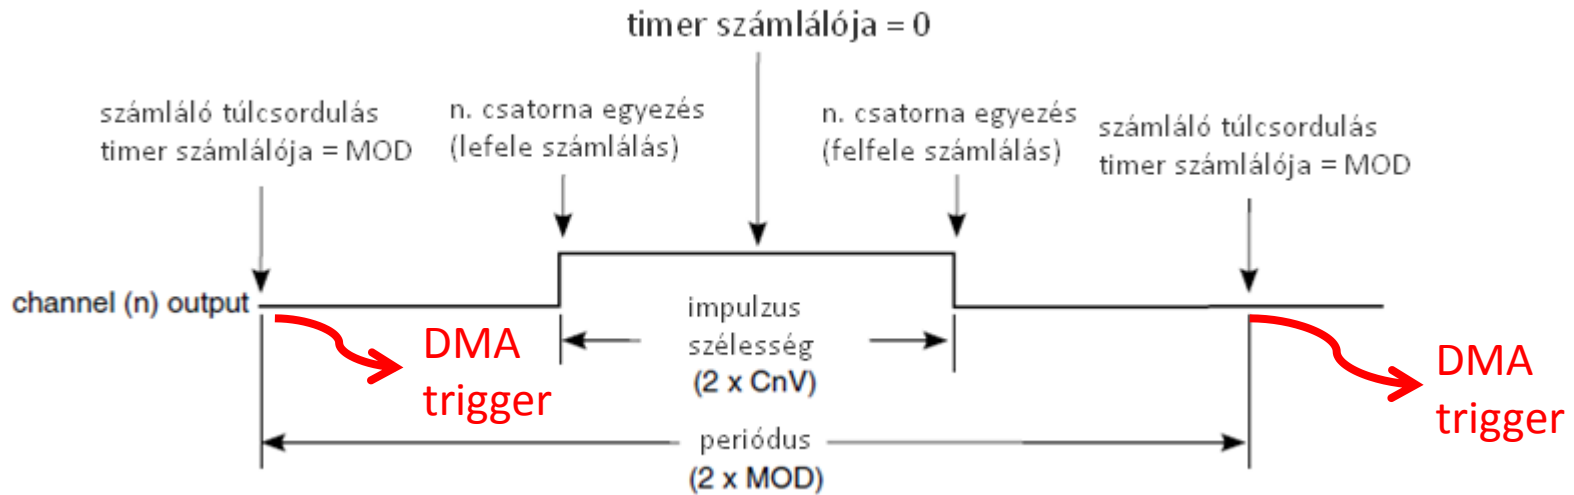 timer számlálója = 0
számláló túlcsordulás
timer számlálója = MOD
n. csatorna egyezés
(lefele számlálás)
n. csatorna egyezés
(felfele számlálás)
számláló túlcsordulás
timer számlálója = MOD
channel (n) output
DMA
trigger
impulzus
szélesség
(2 x CnV)
DMA
trigger
periódus
(2 x MOD)